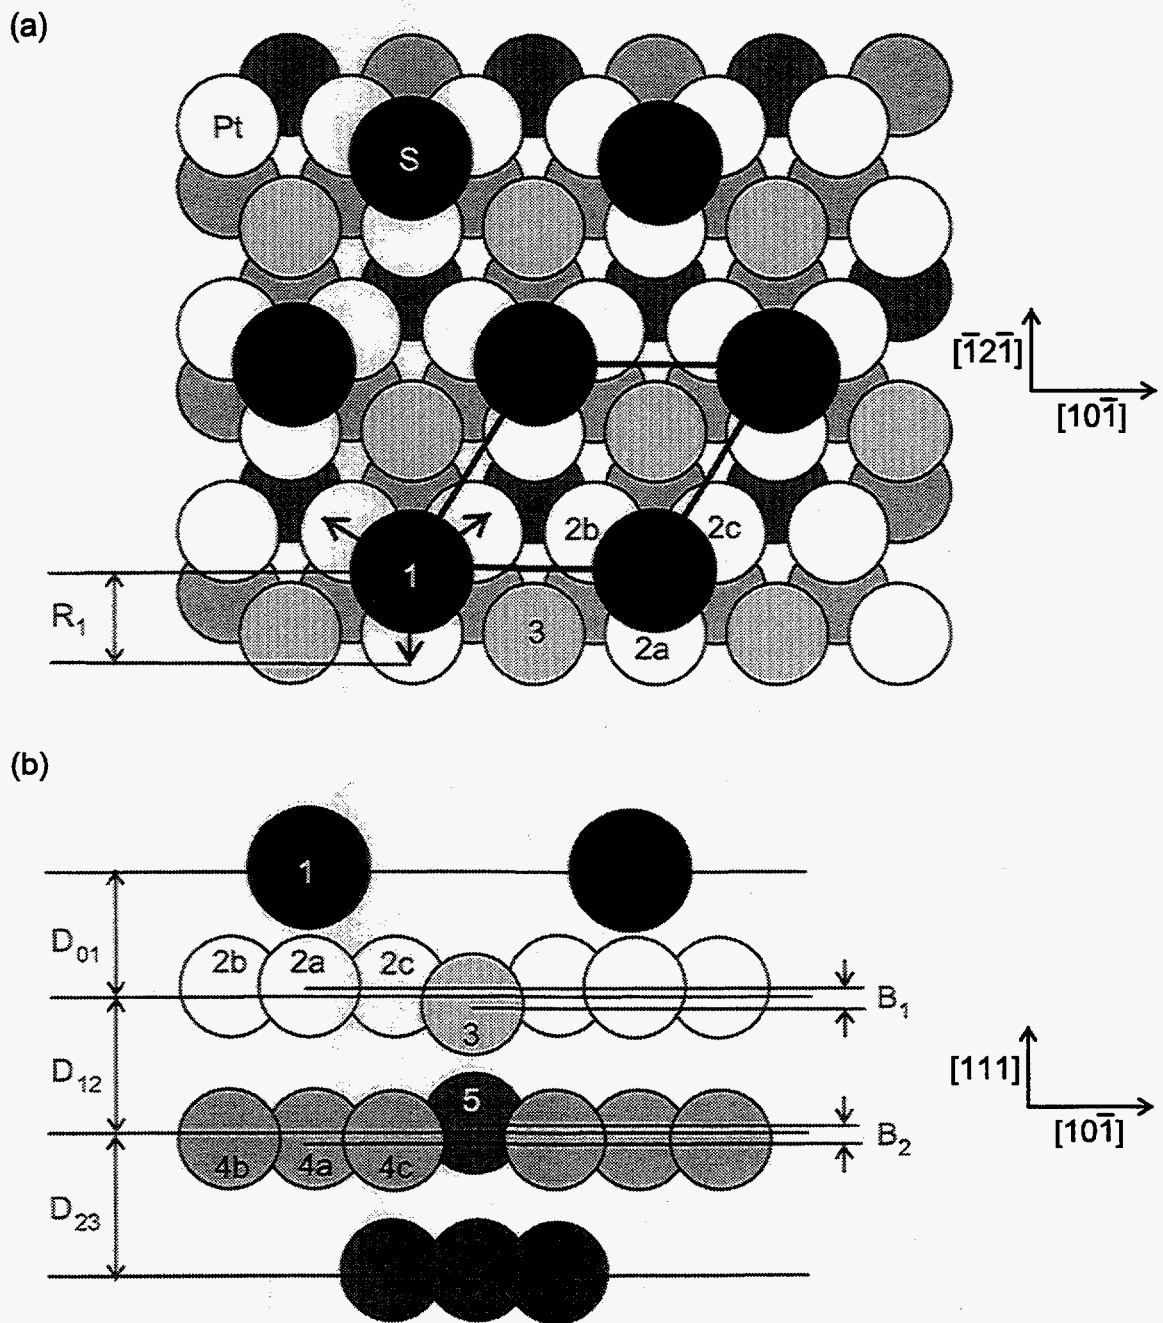 (a)
Pt
S
[1̄21̄]
[101̄]
2b
2c
1
R₁
3
2a
(b)
1
D₀₁
2b
2a
2c
B₁
3
[111]
D₁₂
5
[101̄]
B₂
4b
4a
4c
D₂₃